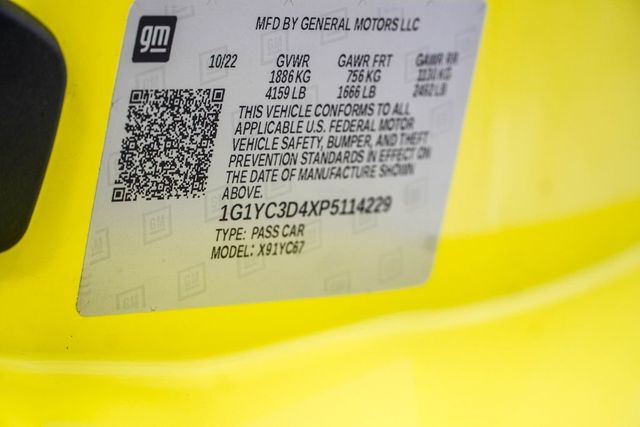 gm
MFD BY GENERAL MOTORS LLC
10/22 GVWR GAWR FRT GAWR RR
1886 KG 756 KG
4159 LB 1666 LB
THIS VEHICLE CONFORMS TO ALL
APPLICABLE U.S. FEDERAL MOTOR
VEHICLE SAFETY, BUMPER, AND THEFT
PREVENTION STANDARDS IN EFFECT ON
THE DATE OF MANUFACTURE SHOWN
ABOVE.
1G1YC3D4XP5114229
TYPE: PASS CAR
MODEL: X91YC67